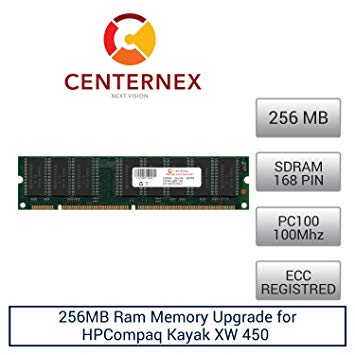 CENTERNEX
NEXT VISION
256 MB
SDRAM
168 PIN
PC100
100Mhz
ECC
REGISTRED
256MB Ram Memory Upgrade for
HPCompaq Kayak XW 450